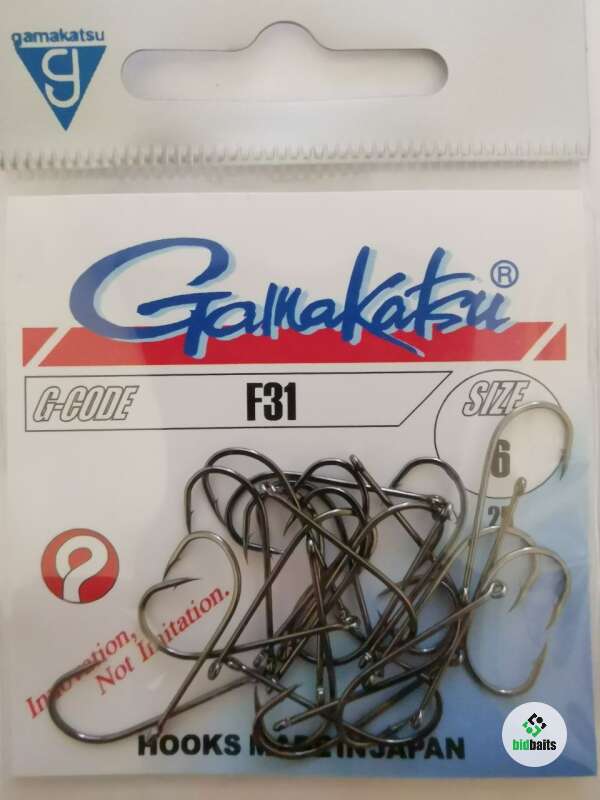 gamakatsu
g
Gamakatsu®
G-CODE
F31
SIZE
6
Innovation,
Not Imitation.
HOOKS MADE IN JAPAN
bidbaits